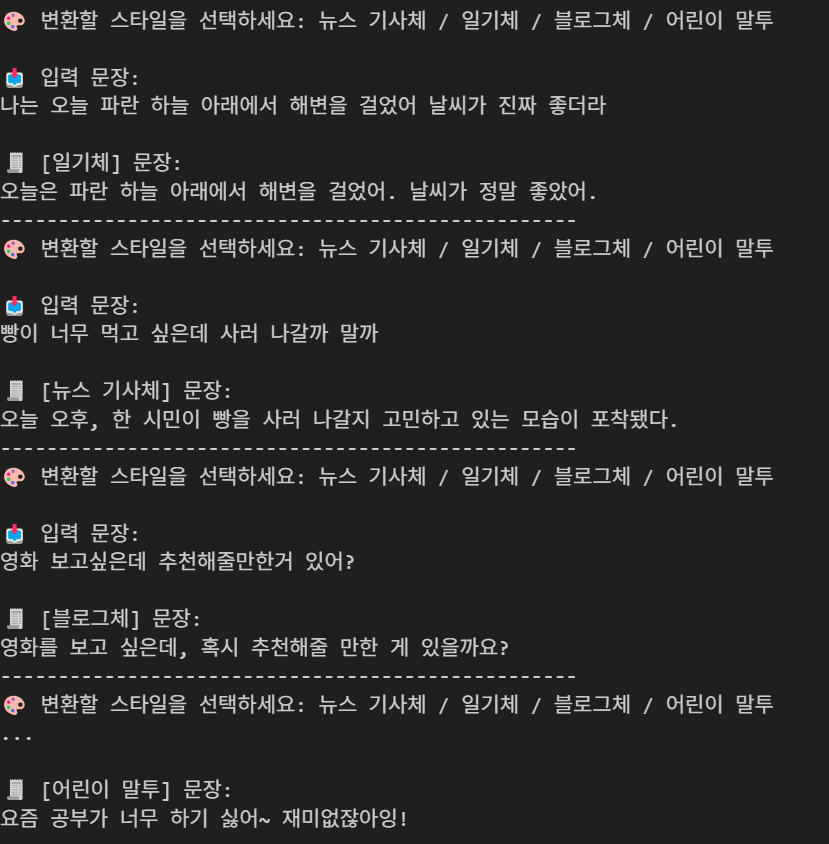 🎨 변환할 스타일을 선택하세요: 뉴스 기사체 / 일기체 / 블로그체 / 어린이 말투
📥 입력 문장:
나는 오늘 파란 하늘 아래에서 해변을 걸었어 날씨가 진짜 좋더라
🧾 [일기체] 문장:
오늘은 파란 하늘 아래에서 해변을 걸었어. 날씨가 정말 좋았어.
--------------------------------------------------
🎨 변환할 스타일을 선택하세요: 뉴스 기사체 / 일기체 / 블로그체 / 어린이 말투
📥 입력 문장:
빵이 너무 먹고 싶은데 사러 나갈까 말까
🧾 [뉴스 기사체] 문장:
오늘 오후, 한 시민이 빵을 사러 나갈지 고민하고 있는 모습이 포착됐다.
--------------------------------------------------
🎨 변환할 스타일을 선택하세요: 뉴스 기사체 / 일기체 / 블로그체 / 어린이 말투
📥 입력 문장:
영화 보고싶은데 추천해줄만한거 있어?
🧾 [블로그체] 문장:
영화를 보고 싶은데, 혹시 추천해줄 만한 게 있을까요?
--------------------------------------------------
🎨 변환할 스타일을 선택하세요: 뉴스 기사체 / 일기체 / 블로그체 / 어린이 말투
...
🧾 [어린이 말투] 문장:
요즘 공부가 너무 하기 싫어~ 재미없잖아잉!